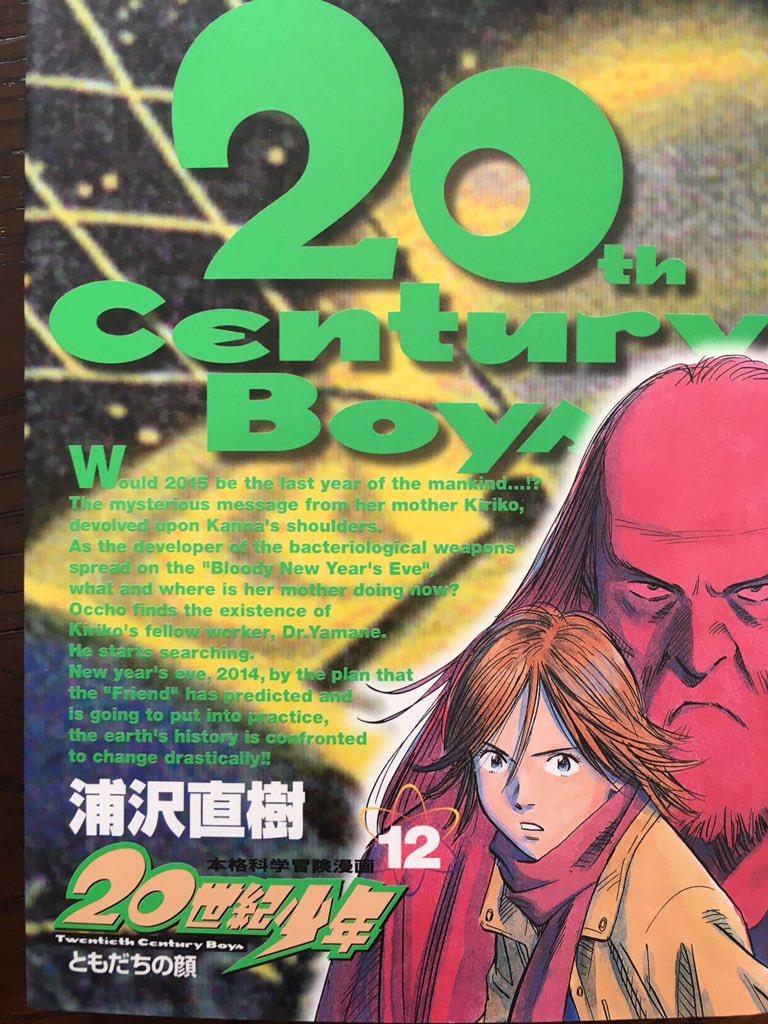 20th
Century
Boys
Would 2015 be the last year of the mankind...!?
The mysterious message from her mother Kiriko,
devolved upon Kanna's shoulders.
As the developer of the bacteriological weapons
spread on the "Bloody New Year's Eve",
what and where is her mother doing now?
Occho finds the existence of
Kiriko's fellow worker, Dr.Yamane.
He starts searching.
New year's eve, 2014, by the plan that
the "Friend" has predicted and
is going to put into practice,
the earth's history is confronted
to change drastically!!
浦沢直樹
12
本格科学冒険漫画
20世紀少年
Twentieth Century Boys
ともだちの顔